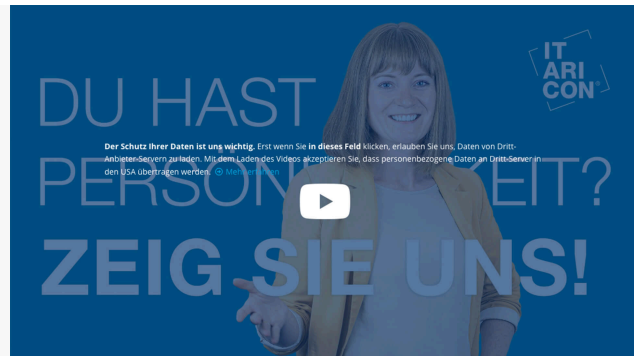 IT
ARI
CON®
DU HAST
Der Schutz Ihrer Daten ist uns wichtig. Erst wenn Sie in dieses Feld klicken, erlauben Sie uns, Daten von Dritt-
Anbieter-Servern zu laden. Mit dem Laden des Videos akzeptieren Sie, dass personenbezogene Daten an Dritt-Server in
den USA übertragen werden. Mehr erfahren
PERSÖNLICHKEIT?
ZEIG SIE UNS!